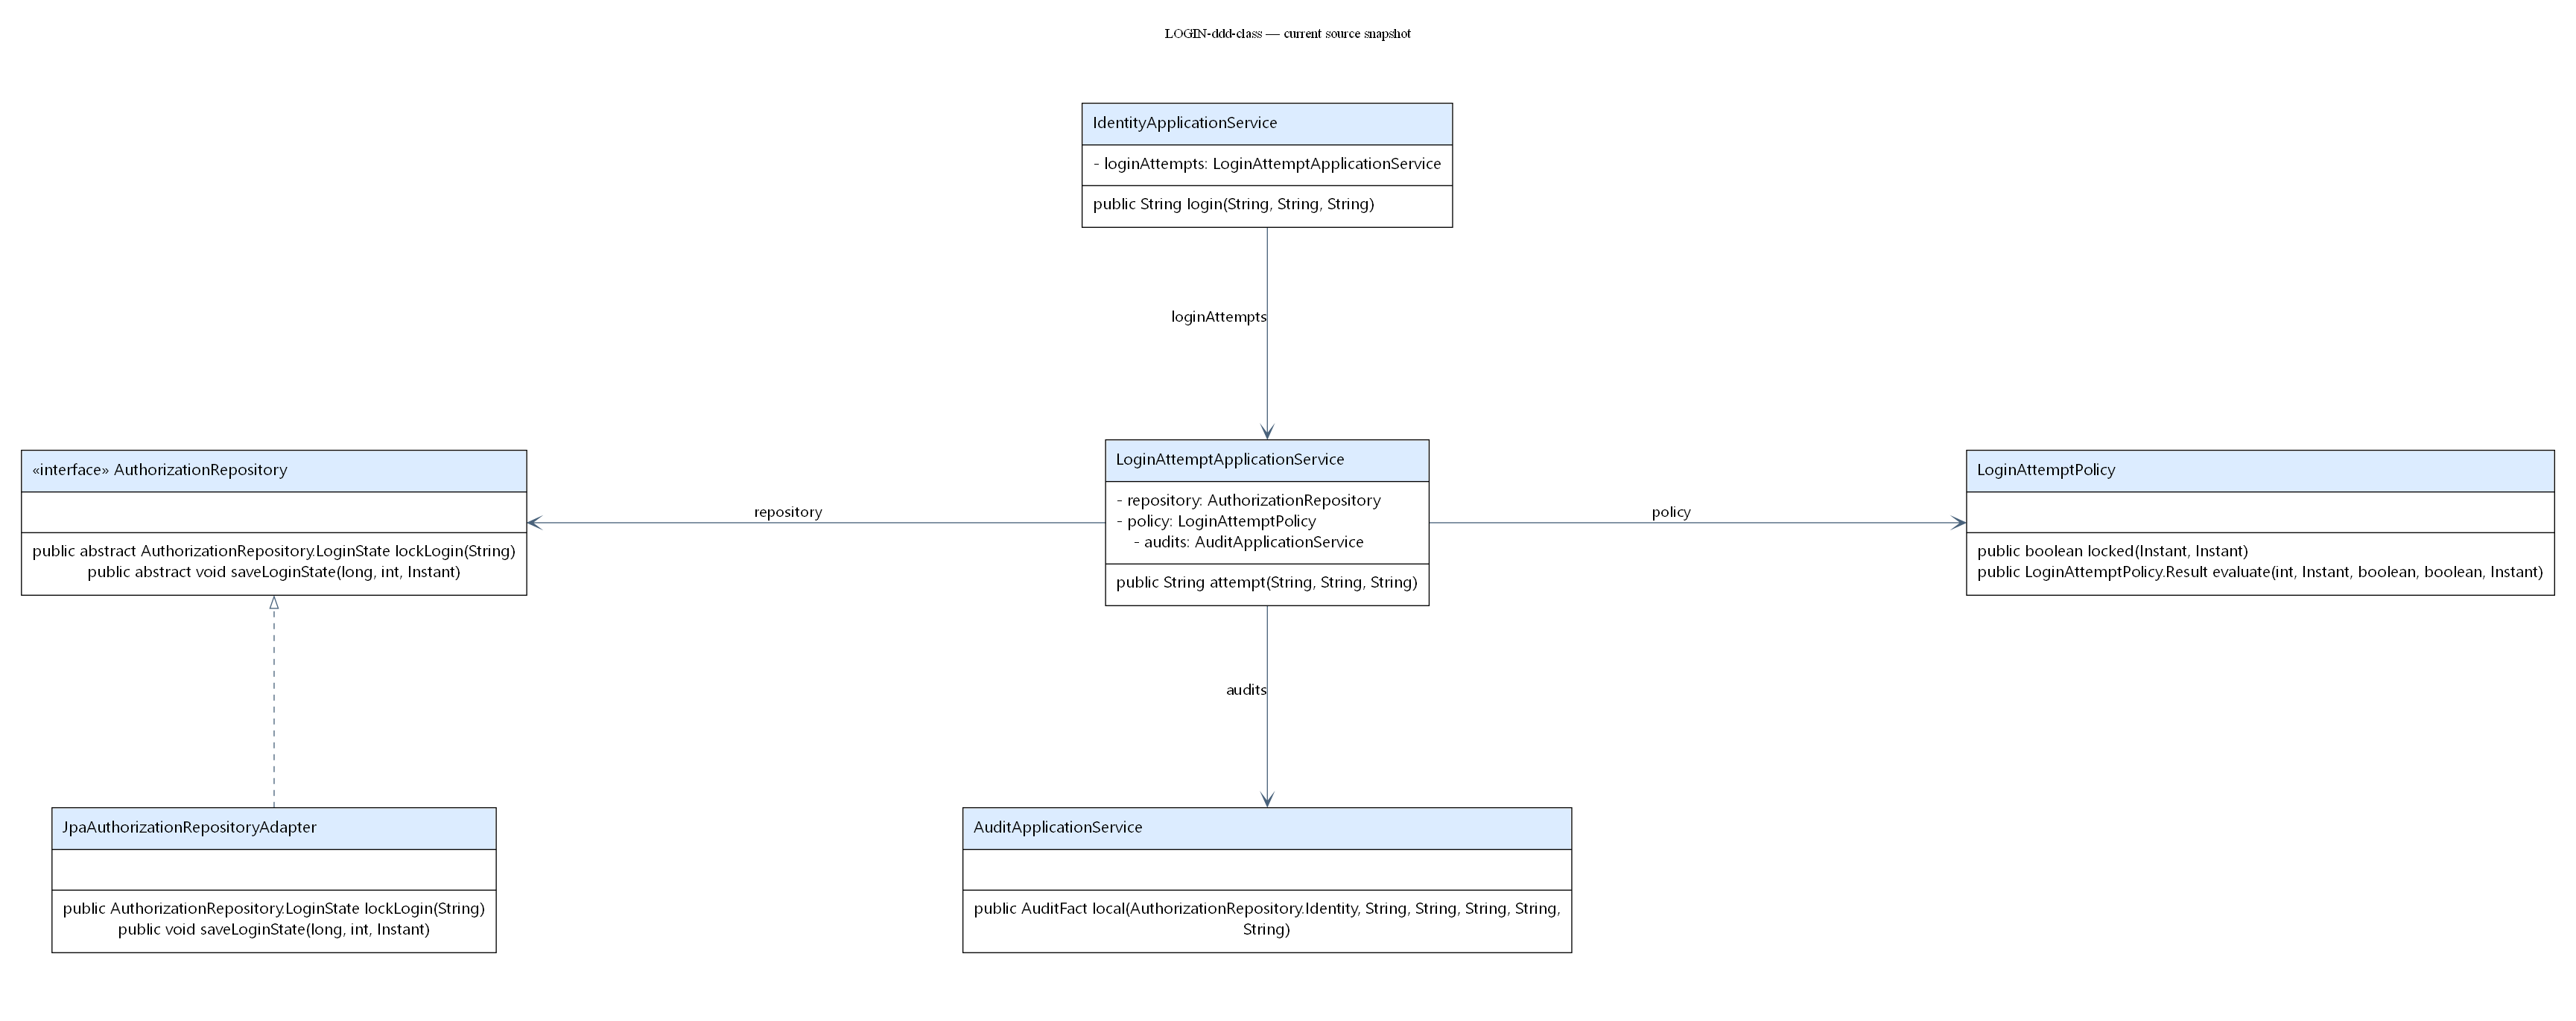 LOGIN-ddd-class — current source snapshot
IdentityApplicationService
- loginAttempts: LoginAttemptApplicationService
public String login(String, String, String)
loginAttempts
«interface» AuthorizationRepository
public abstract AuthorizationRepository.LoginState lockLogin(String)
public abstract void saveLoginState(long, int, Instant)
repository
LoginAttemptApplicationService
- repository: AuthorizationRepository
- policy: LoginAttemptPolicy
- audits: AuditApplicationService
public String attempt(String, String, String)
policy
LoginAttemptPolicy
public boolean locked(Instant, Instant)
public LoginAttemptPolicy.Result evaluate(int, Instant, boolean, boolean, Instant)
audits
JpaAuthorizationRepositoryAdapter
public AuthorizationRepository.LoginState lockLogin(String)
public void saveLoginState(long, int, Instant)
AuditApplicationService
public AuditFact local(AuthorizationRepository.Identity, String, String, String, String,
String)